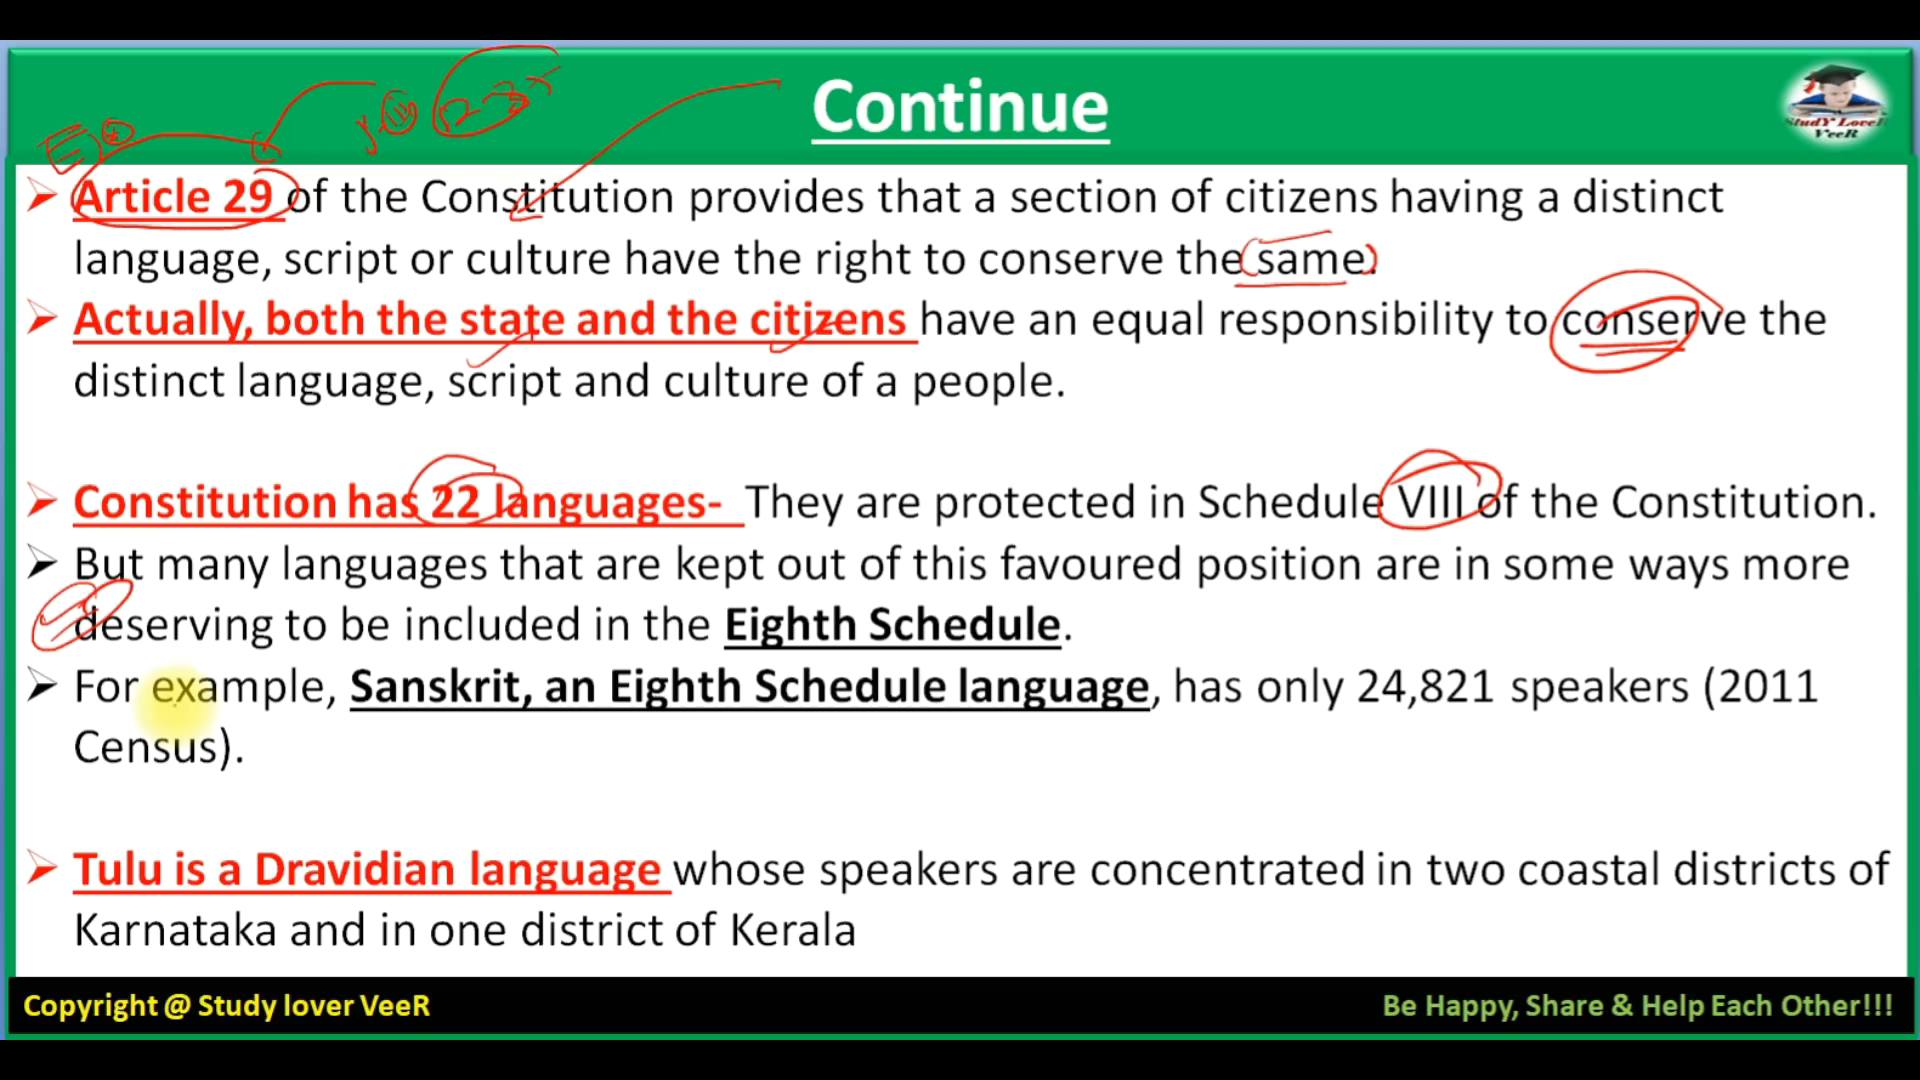 Continue
StudY LoveR
VeeR
Article 29 of the Constitution provides that a section of citizens having a distinct
language, script or culture have the right to conserve the same.
Actually, both the state and the citizens have an equal responsibility to conserve the
distinct language, script and culture of a people.
Constitution has 22 languages- They are protected in Schedule VIII of the Constitution.
But many languages that are kept out of this favoured position are in some ways more
deserving to be included in the Eighth Schedule.
For example, Sanskrit, an Eighth Schedule language, has only 24,821 speakers (2011
Census).
Tulu is a Dravidian language whose speakers are concentrated in two coastal districts of
Karnataka and in one district of Kerala
Copyright @ Study lover VeeR
Be Happy, Share & Help Each Other!!!